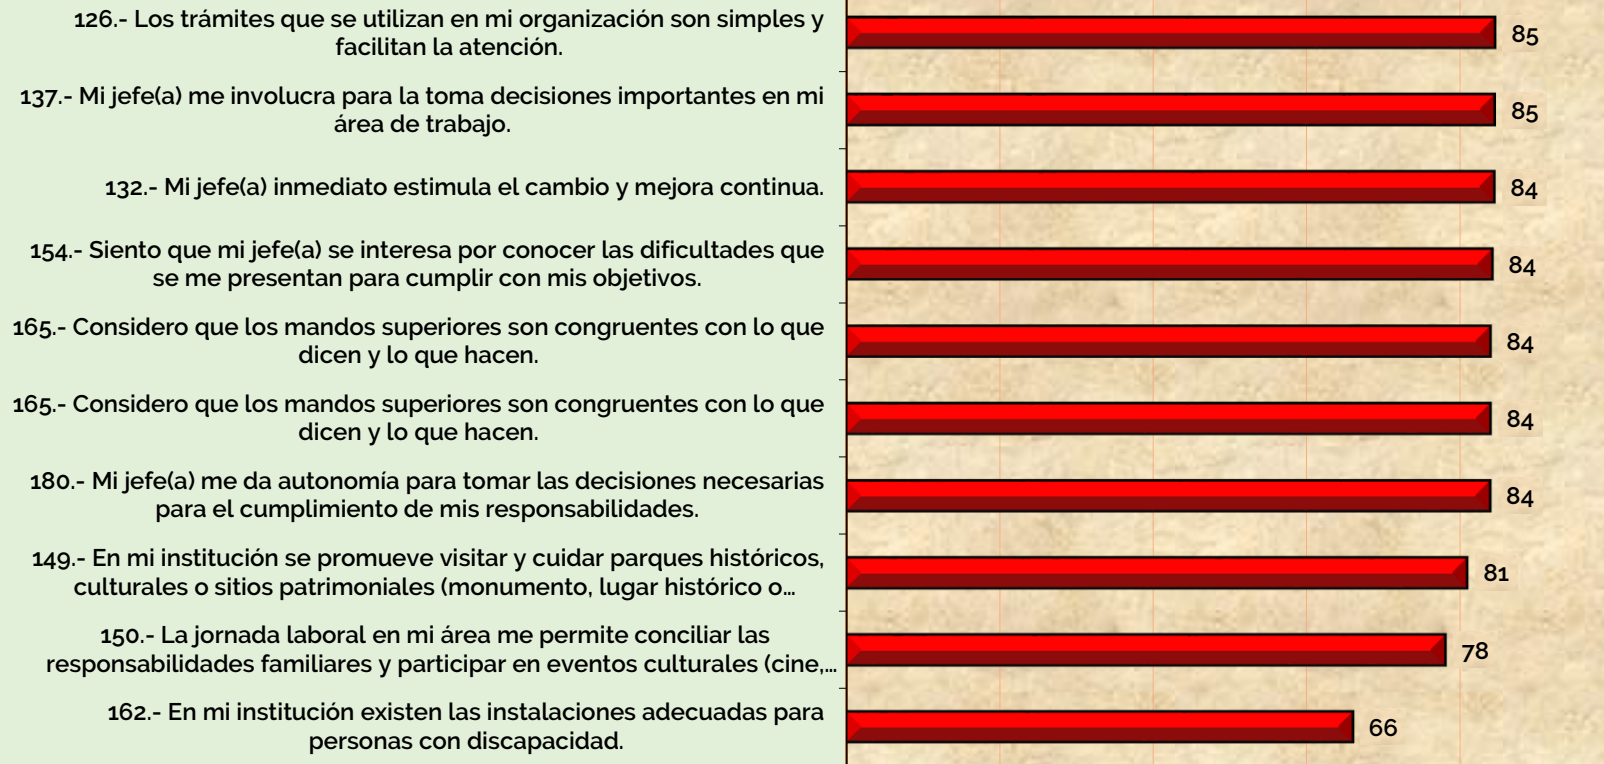 126.- Los trámites que se utilizan en mi organización son simples y
facilitan la atención.
85
137.- Mi jefe(a) me involucra para la toma decisiones importantes en mi
área de trabajo.
85
132.- Mi jefe(a) inmediato estimula el cambio y mejora continua.
84
154.- Siento que mi jefe(a) se interesa por conocer las dificultades que
se me presentan para cumplir con mis objetivos.
84
165.- Considero que los mandos superiores son congruentes con lo que
dicen y lo que hacen.
84
165.- Considero que los mandos superiores son congruentes con lo que
dicen y lo que hacen.
84
180.- Mi jefe(a) me da autonomía para tomar las decisiones necesarias
para el cumplimiento de mis responsabilidades.
84
149.- En mi institución se promueve visitar y cuidar parques históricos,
culturales o sitios patrimoniales (monumento, lugar histórico o...
81
150.- La jornada laboral en mi área me permite conciliar las
responsabilidades familiares y participar en eventos culturales (cine,...
78
162.- En mi institución existen las instalaciones adecuadas para
personas con discapacidad.
66